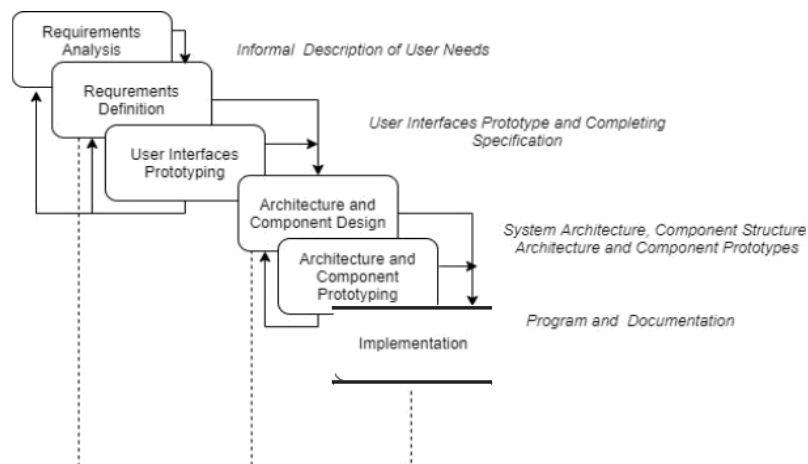 Requirements
Analysis
Informal Description of User Needs
Requrements
Definition
User Interfaces Prototype and Completing
Specification
User Interfaces
Prototyping
Architecture and
Component Design
System Architecture, Component Structure
Architecture and Component Prototypes
Architecture and
Component
Prototyping
Program and Documentation
Implementation